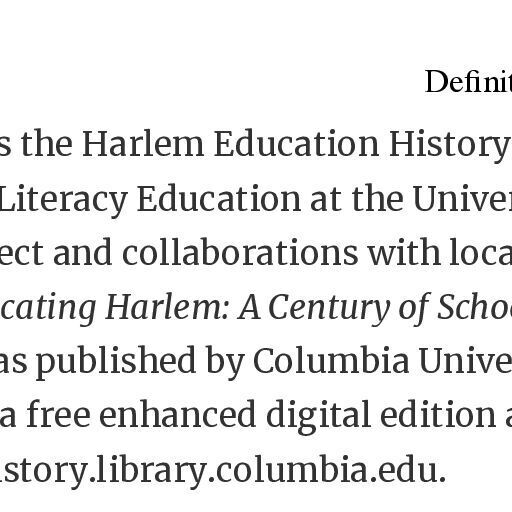 Definit
s the Harlem Education History
Literacy Education at the Univer
ect and collaborations with loca
cating Harlem: A Century of Schoo
as published by Columbia Unive
a free enhanced digital edition a
istory.library.columbia.edu.